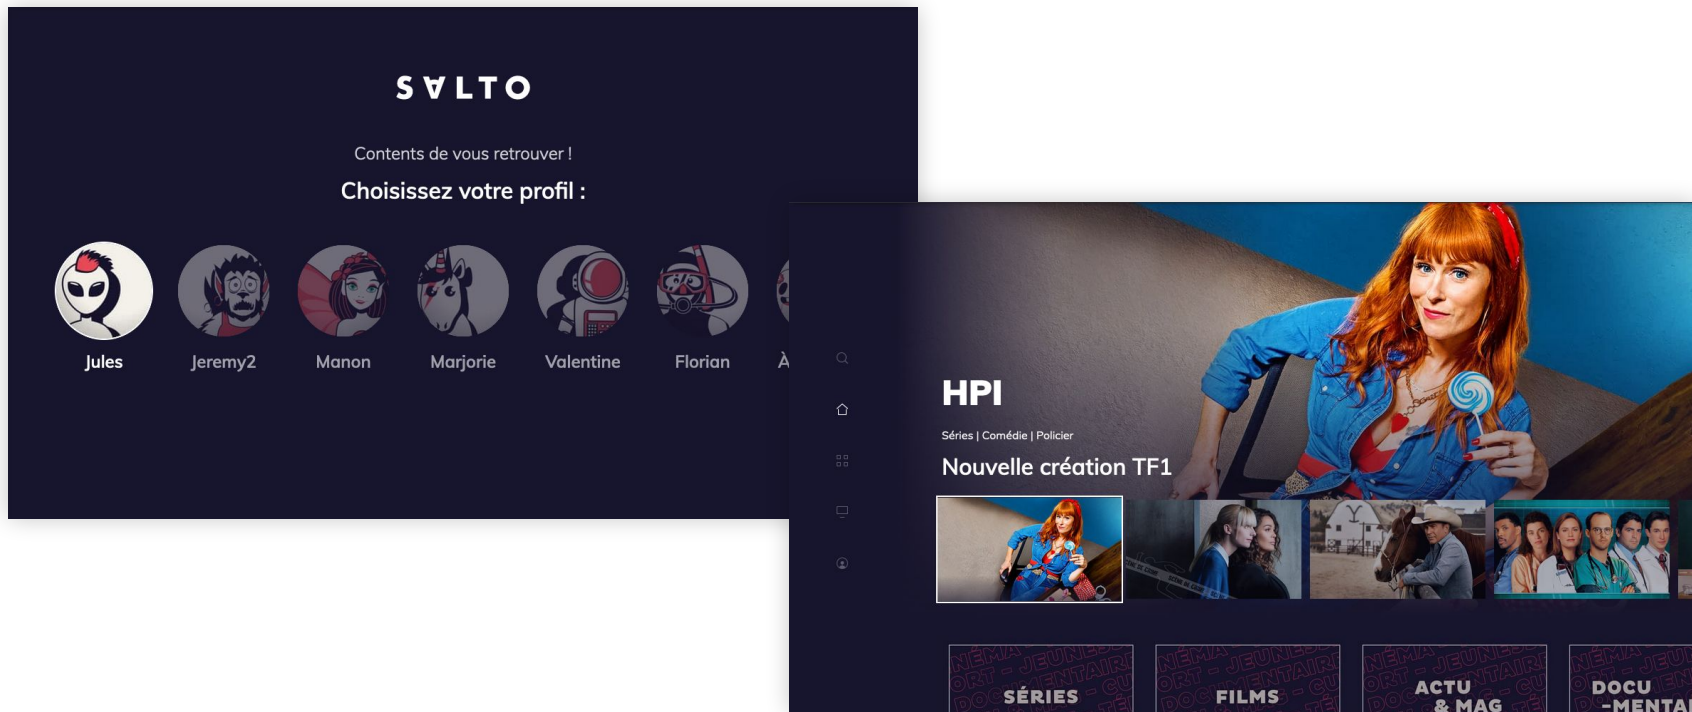 SALTO
Contents de vous retrouver !
Choisissez votre profil :
Jules Jeremy2 Manon Marjorie Valentine Florian À
HPI
Séries | Comédie | Policier
Nouvelle création TF1
SÉRIES
FILMS
ACTU
& MAG
DOCU
-MENTAI